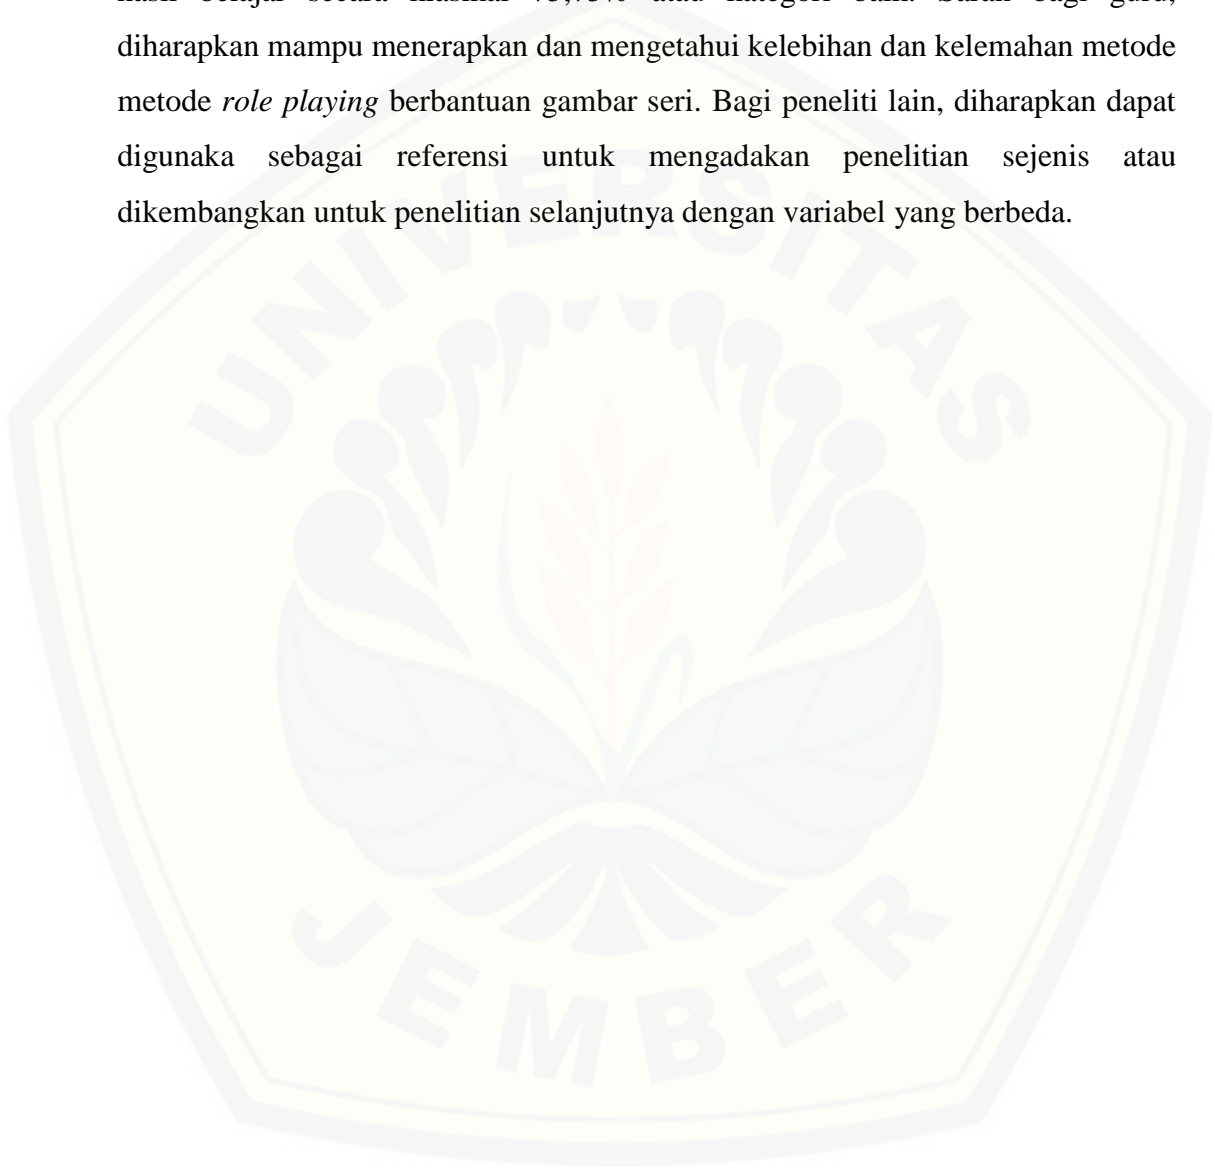 diharapkan mampu menerapkan dan mengetahui kelebihan dan kelemahan metode
metode role playing berbantuan gambar seri. Bagi peneliti lain, diharapkan dapat
digunaka sebagai referensi untuk mengadakan penelitian sejenis atau
dikembangkan untuk penelitian selanjutnya dengan variabel yang berbeda.
UNIVERSITAS
JEMBER